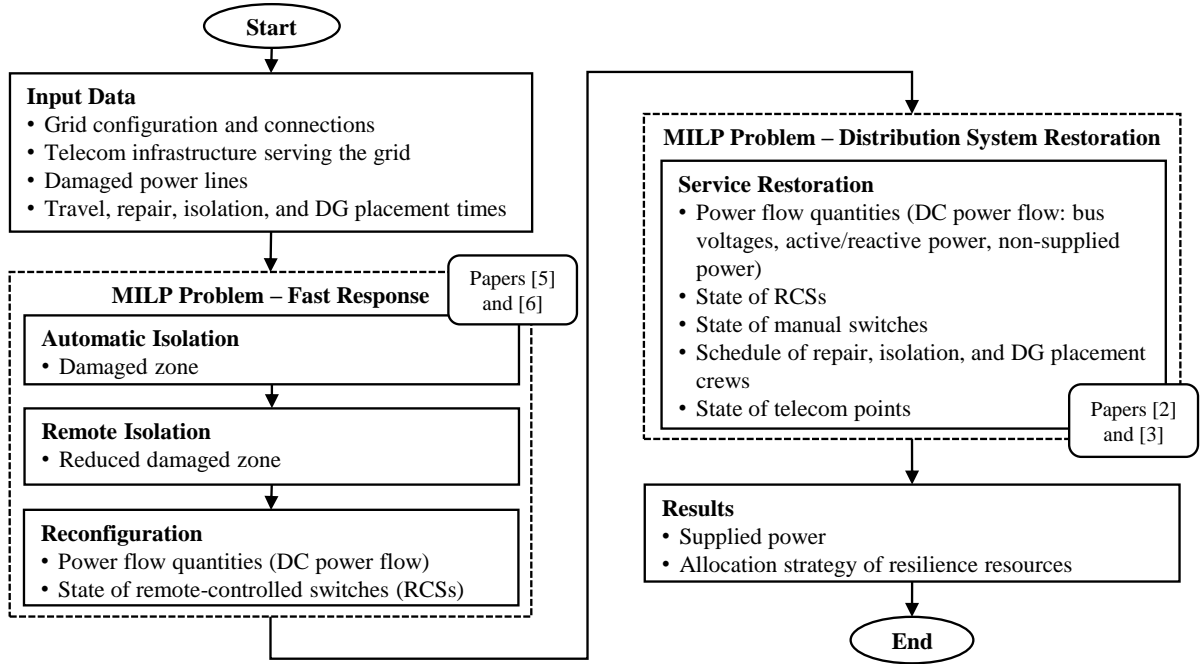 Start
Input Data
• Grid configuration and connections
• Telecom infrastructure serving the grid
• Damaged power lines
• Travel, repair, isolation, and DG placement times
Papers [5]
and [6]
MILP Problem – Fast Response
Automatic Isolation
• Damaged zone
Remote Isolation
• Reduced damaged zone
Reconfiguration
• Power flow quantities (DC power flow)
• State of remote-controlled switches (RCSs)
MILP Problem – Distribution System Restoration
Service Restoration
• Power flow quantities (DC power flow: bus
voltages, active/reactive power, non-supplied
power)
• State of RCSs
• State of manual switches
• Schedule of repair, isolation, and DG placement
crews
• State of telecom points
Papers [2]
and [3]
Results
• Supplied power
• Allocation strategy of resilience resources
End